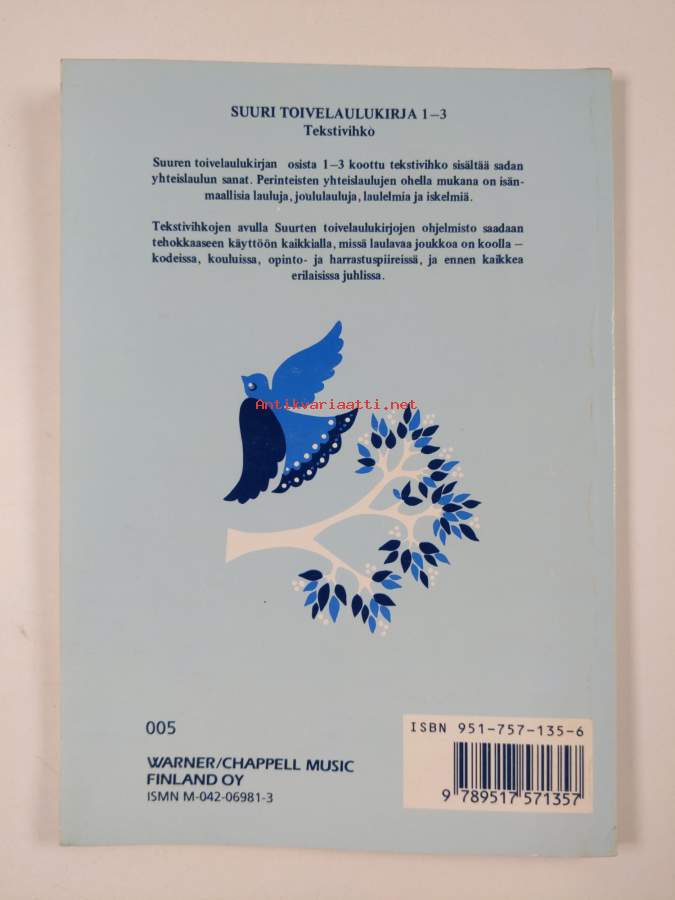 SUURI TOIVELAULUKIRJA 1–3
Tekstivihko
Suuren toivelaulukirjan osista 1–3 koottu tekstivihko sisältää sadan
yhteislaulun sanat. Perinteisten yhteislaulujen ohella mukana on isän-
maallisia lauluja, joululauluja, laulelmia ja iskelmiä.
Tekstivihkojen avulla Suurten toivelaulukirjojen ohjelmisto saadaan
tehokkaaseen käyttöön kaikkialla, missä laulavaa joukkoa on koolla –
kodeissa, kouluissa, opinto- ja harrastuspiireissä, ja ennen kaikkea
erilaisissa juhlissa.
Antikvariaatti.net
005
WARNER/CHAPPELL MUSIC
FINLAND OY
ISMN M-042-06981-3
ISBN 951-757-135-6
9 789517 571357